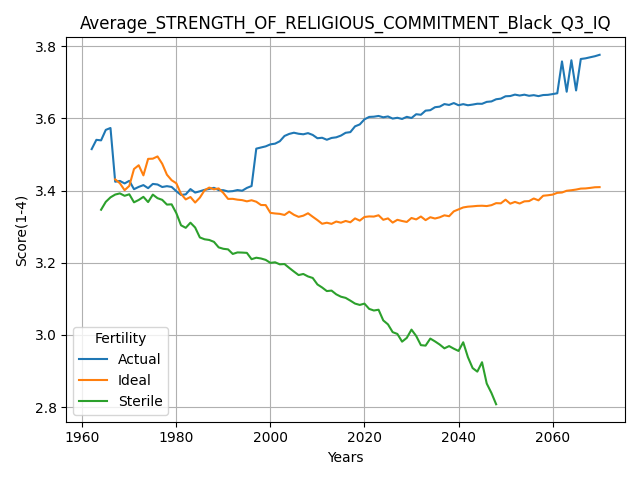 Average_STRENGTH_OF_RELIGIOUS_COMMITMENT_Black_Q3_IQ
3.8
3.6
3.4
3.2
3.0
2.8
Score(1-4)
Fertility
Actual
Ideal
Sterile
1960 1980 2000 2020 2040 2060
Years